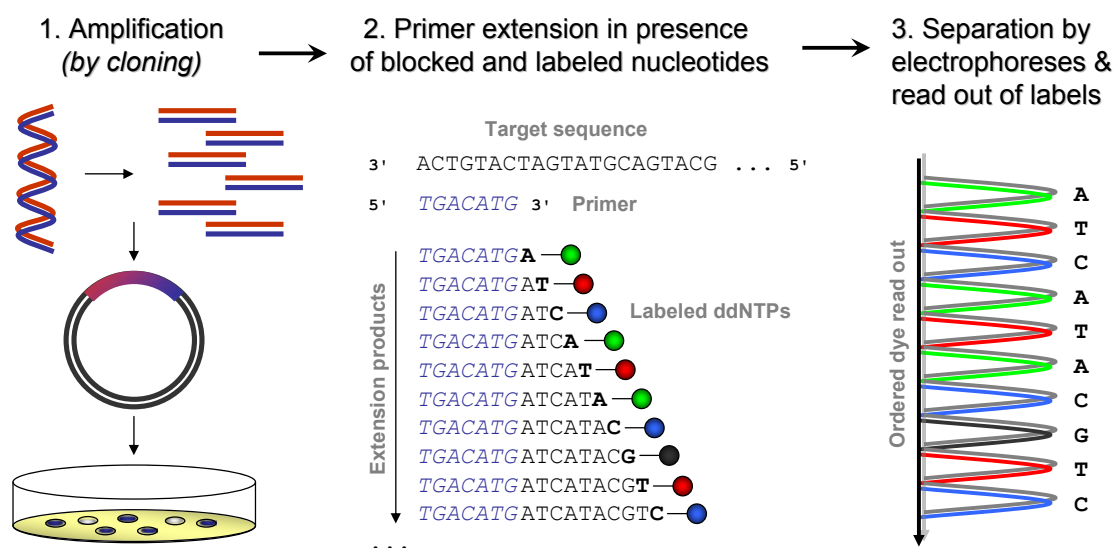 1. Amplification
(by cloning)
2. Primer extension in presence
of blocked and labeled nucleotides
3. Separation by
electrophoreses &
read out of labels
Target sequence
3' ACTGTACTAGTATGCAGTACG ... 5'
5' TGACATG 3' Primer
Extension products
TGACATGA
TGACATGAT
TGACATGATC
Labeled ddNTPs
TGACATGATCA
TGACATGATCAT
TGACATGATCATA
TGACATGATCATAC
TGACATGATCATACG
TGACATGATCATACGT
TGACATGATCATACGTC
...
Ordered dye read out
A
T
C
A
T
A
C
G
T
C